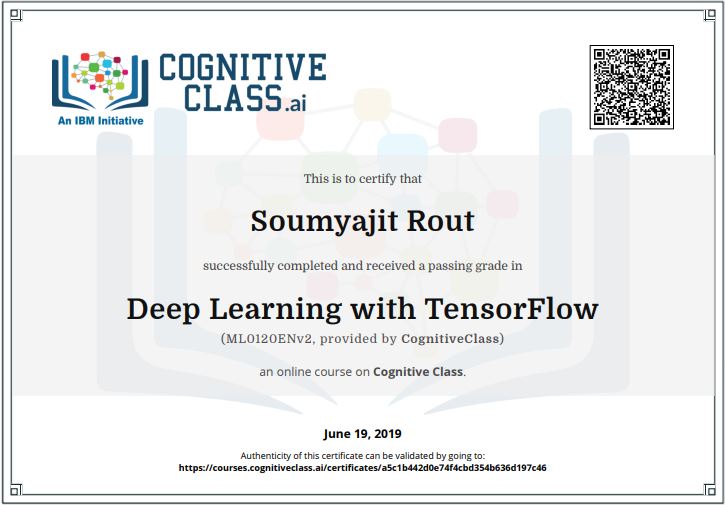 COGNITIVE
CLASS.ai
An IBM Initiative
This is to certify that
Soumyajit Rout
successfully completed and received a passing grade in
Deep Learning with TensorFlow
(ML0120ENv2, provided by CognitiveClass)
an online course on Cognitive Class.
June 19, 2019
Authenticity of this certificate can be validated by going to:
https://courses.cognitiveclass.ai/certificates/a5c1b442d0e74f4cbd354b636d197c46